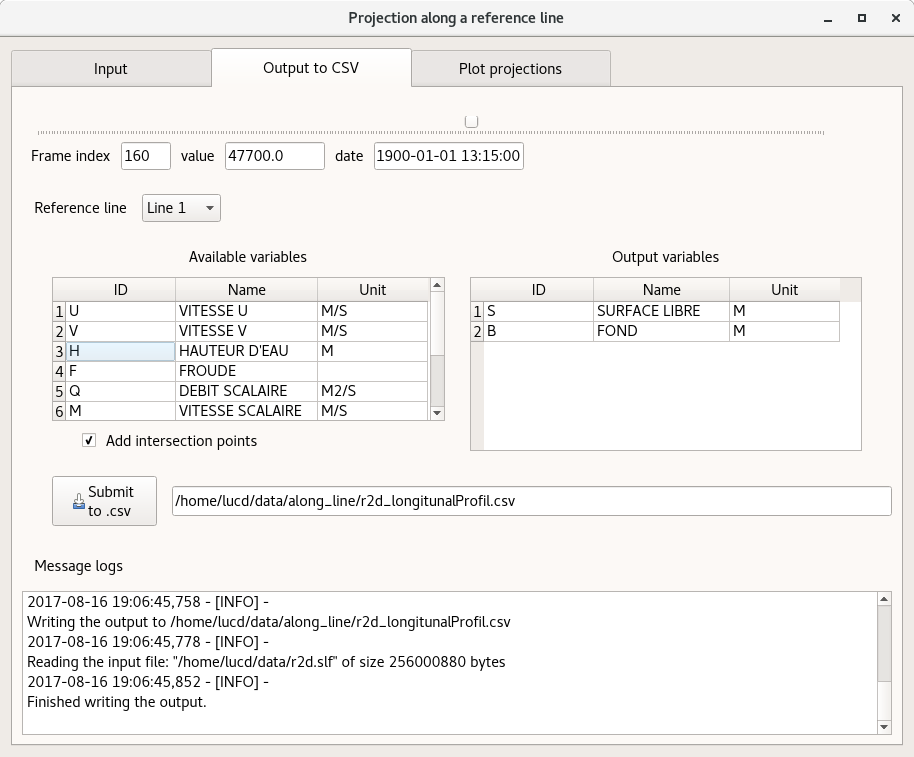 Projection along a reference line
Input Output to CSV Plot projections
Frame index 160 value 47700.0 date 1900-01-01 13:15:00
Reference line Line 1
Available variables Output variables
ID Name Unit
1 U VITESSE U M/S
2 V VITESSE V M/S
3 H HAUTEUR D'EAU M
4 F FROUDE
5 Q DEBIT SCALAIRE M2/S
6 M VITESSE SCALAIRE M/S
ID Name Unit
1 S SURFACE LIBRE M
2 B FOND M
Add intersection points
Submit
to .csv
/home/lucd/data/along_line/r2d_longitunalProfil.csv
Message logs
2017-08-16 19:06:45,758 - [INFO] -
Writing the output to /home/lucd/data/along_line/r2d_longitunalProfil.csv
2017-08-16 19:06:45,778 - [INFO] -
Reading the input file: "/home/lucd/data/r2d.slf" of size 256000880 bytes
2017-08-16 19:06:45,852 - [INFO] -
Finished writing the output.